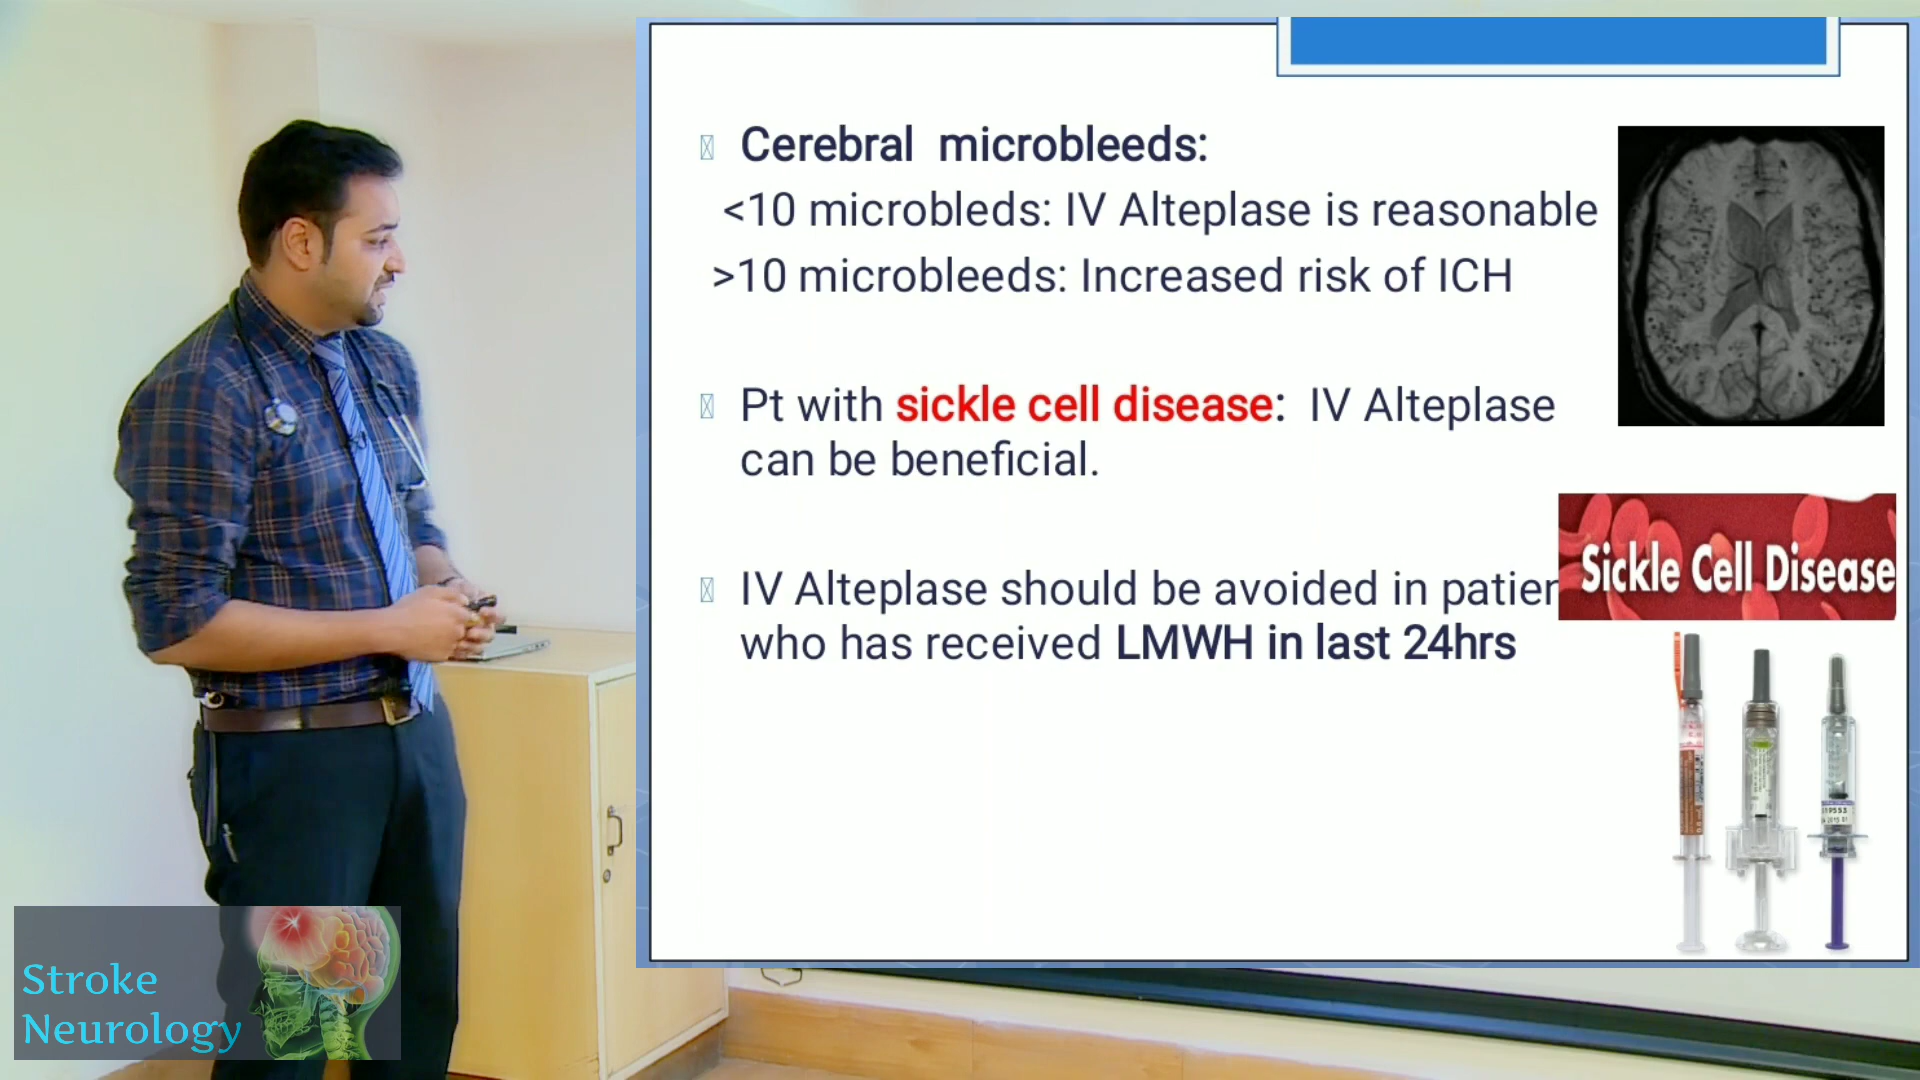 Cerebral microbleeds:
<10 microbleds: IV Alteplase is reasonable
>10 microbleeds: Increased risk of ICH
Pt with sickle cell disease: IV Alteplase
can be beneficial.
Sickle Cell Disease
IV Alteplase should be avoided in patien
who has received LMWH in last 24hrs
Stroke
Neurology